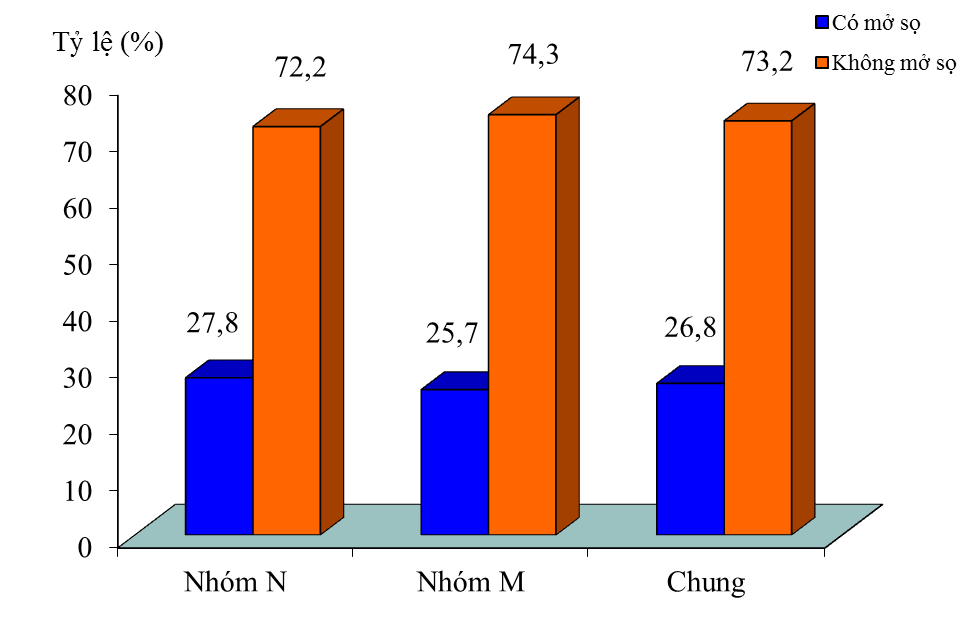 Tỷ lệ (%)
Có mở sọ
Không mở sọ
72,2
74,3
73,2
27,8
25,7
26,8
80
70
60
50
40
30
20
10
0
Nhóm N
Nhóm M
Chung